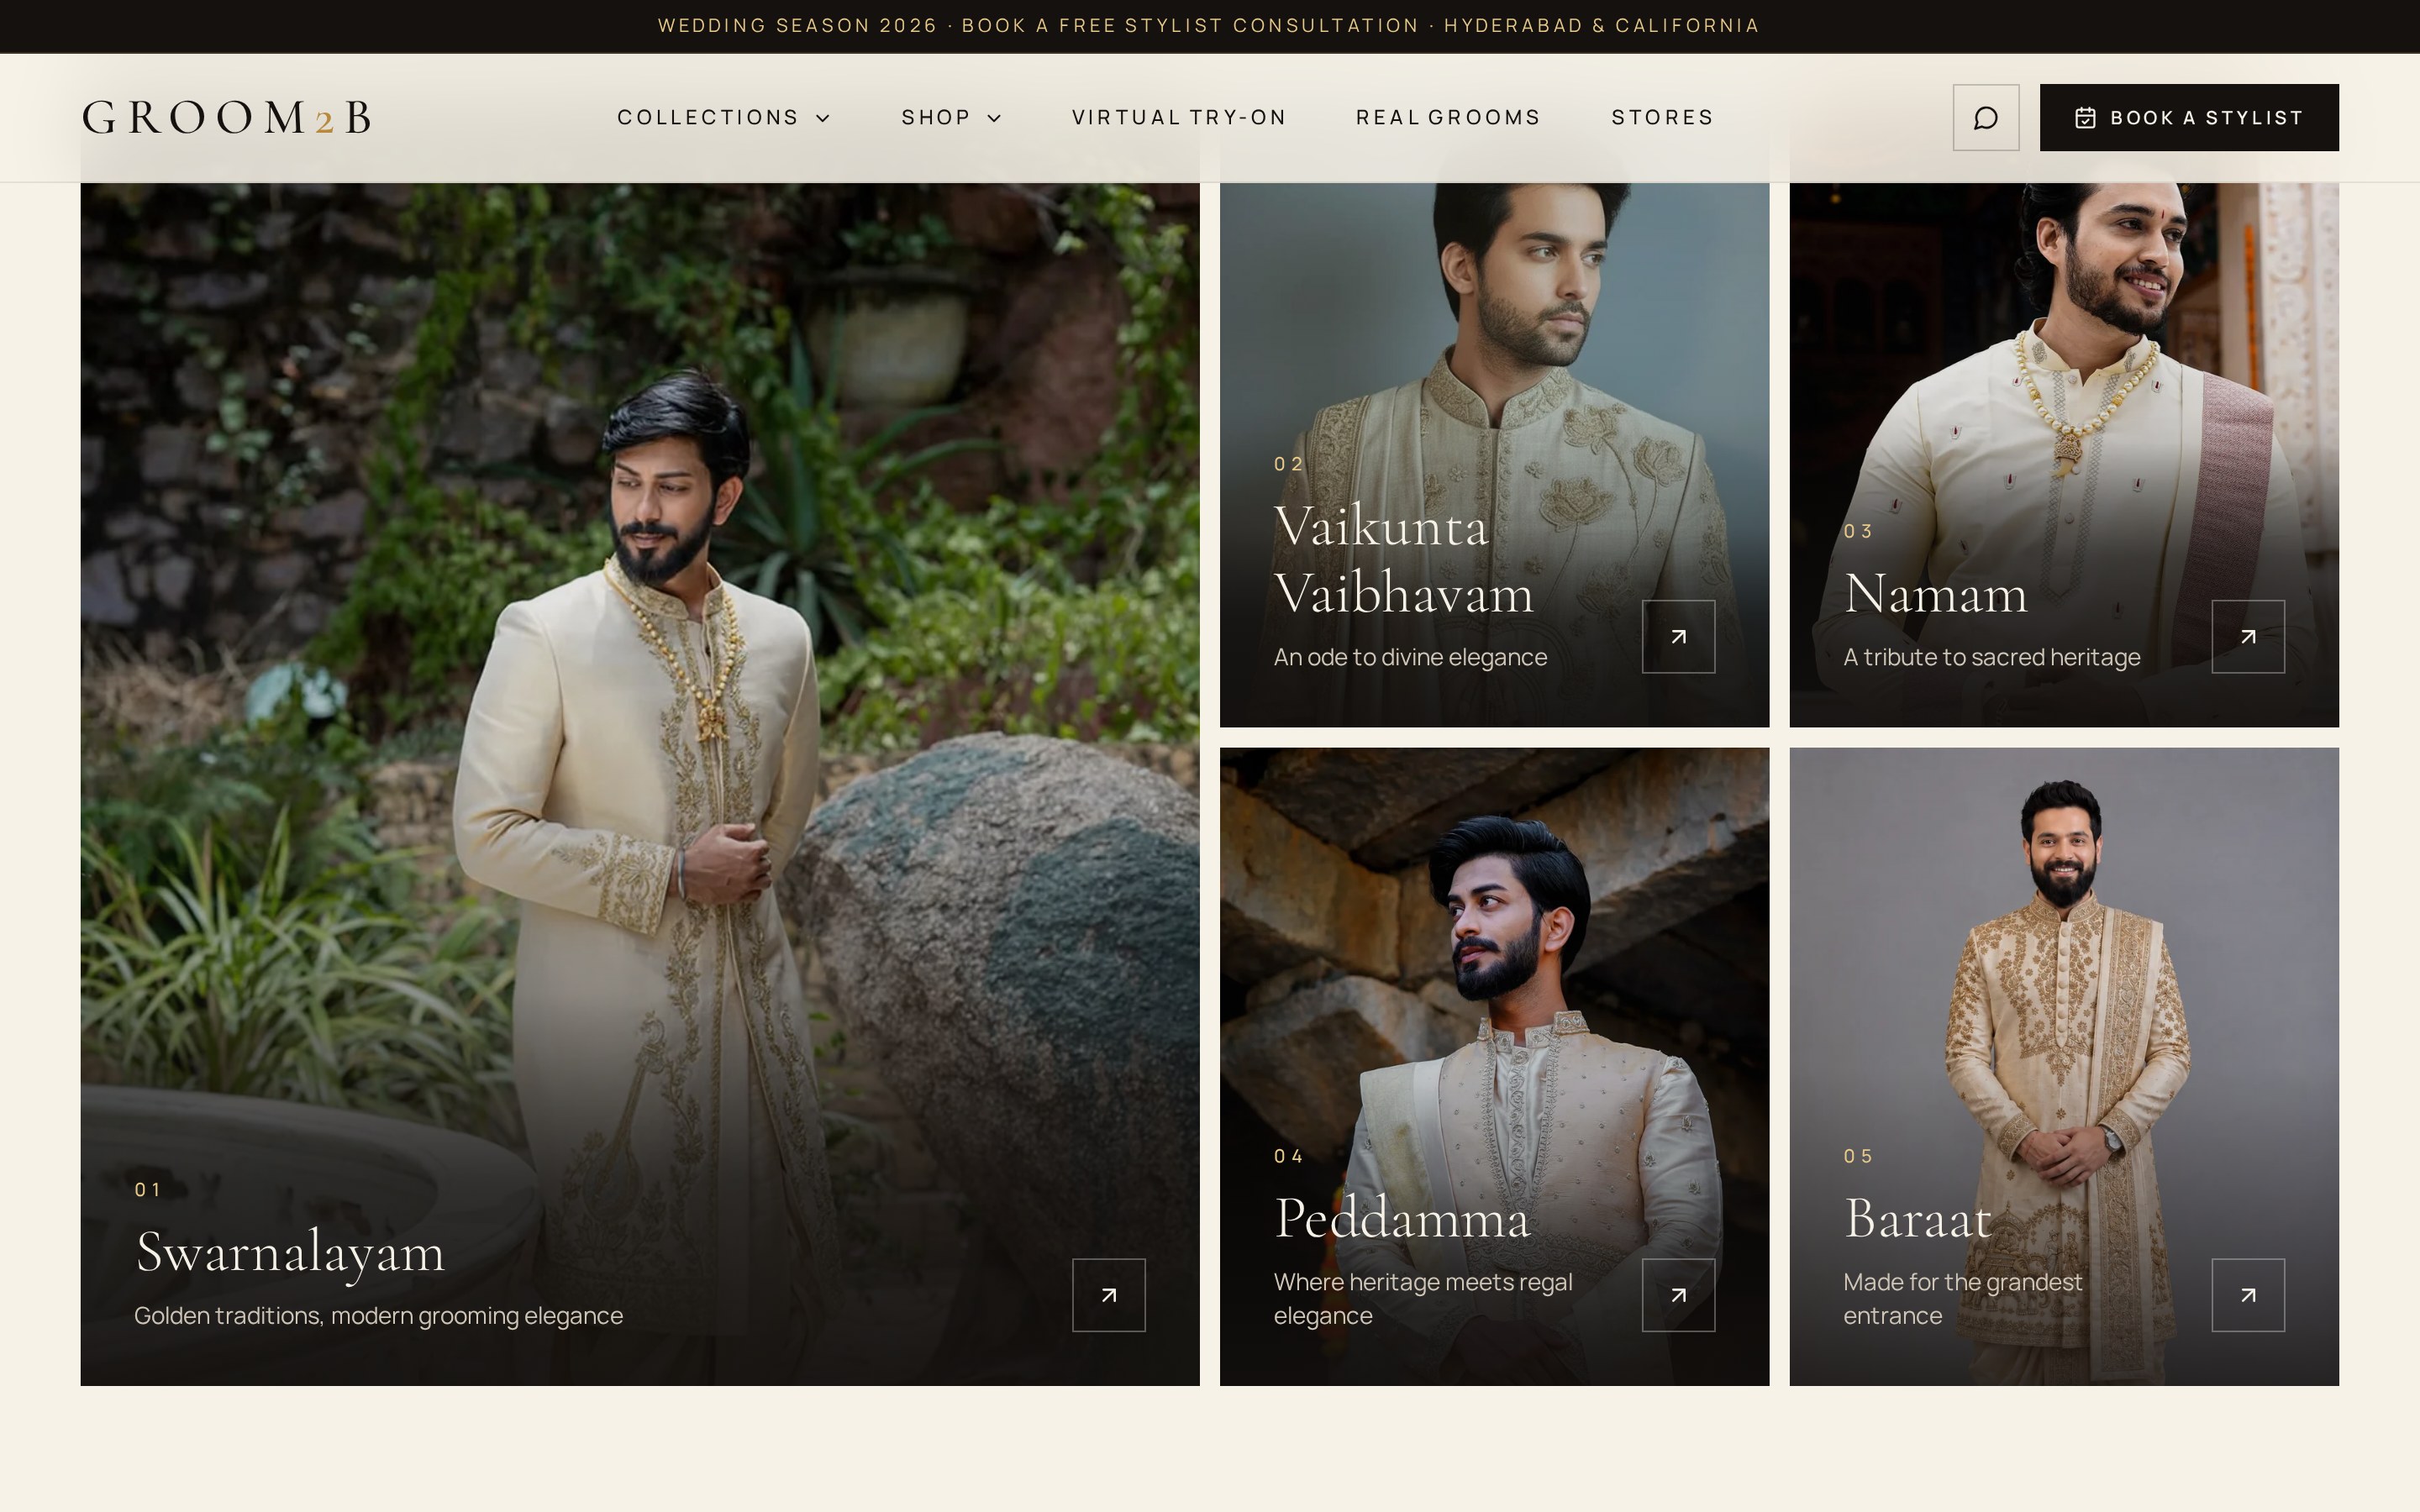 WEDDING SEASON 2026 · BOOK A FREE STYLIST CONSULTATION · HYDERABAD & CALIFORNIA
GROOM2B
COLLECTIONS
SHOP
VIRTUAL TRY-ON
REAL GROOMS
STORES
BOOK A STYLIST
01
Swarnalayam
Golden traditions, modern grooming elegance
02
Vaikunta
Vaibhavam
An ode to divine elegance
03
Namam
A tribute to sacred heritage
04
Peddamma
Where heritage meets regal
elegance
05
Baraat
Made for the grandest
entrance